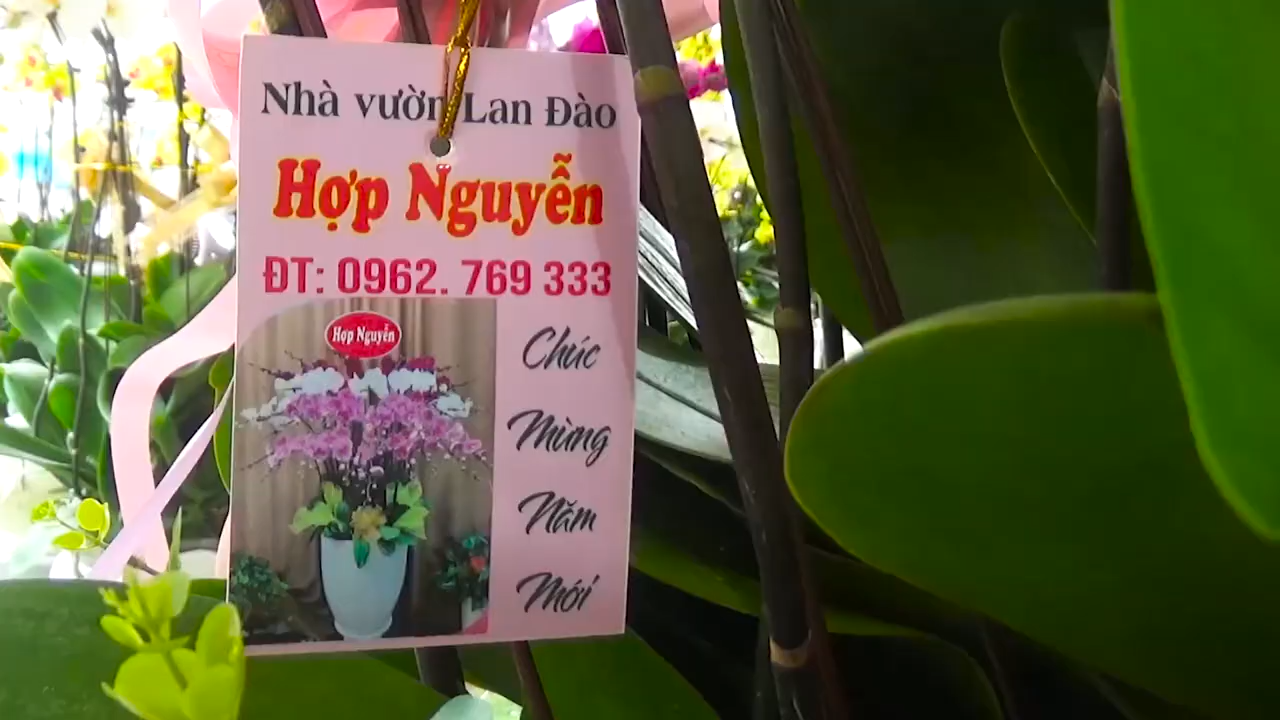 Nhà vườn Lan Đào
Hợp Nguyễn
ĐT: 0962. 769 333
Hợp Nguyễn
Chúc
Mừng
Năm
Mới